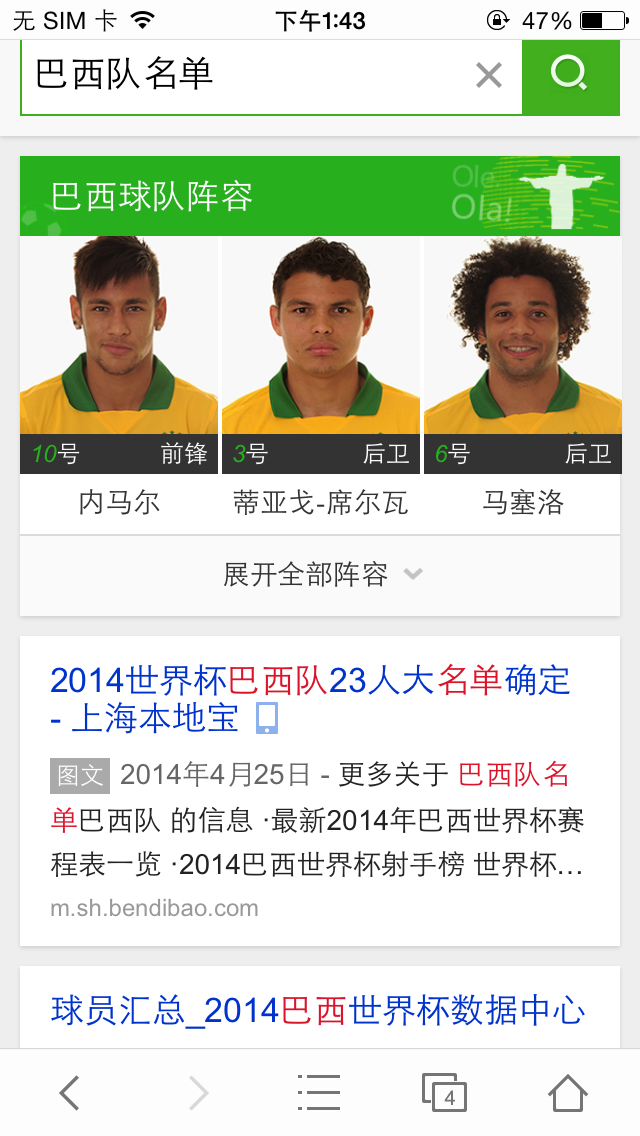 无 SIM 卡 下午1:43 47%
巴西队名单
巴西球队阵容
Ole.
Ola!
10号 前锋 3号 后卫 6号 后卫
内马尔 蒂亚戈-席尔瓦 马塞洛
展开全部阵容
2014世界杯巴西队23人大名单确定
- 上海本地宝
图文 2014年4月25日 - 更多关于 巴西队名
单巴西队 的信息 ·最新2014年巴西世界杯赛
程表一览 ·2014巴西世界杯射手榜 世界杯...
m.sh.bendibao.com
球员汇总_2014巴西世界杯数据中心
4